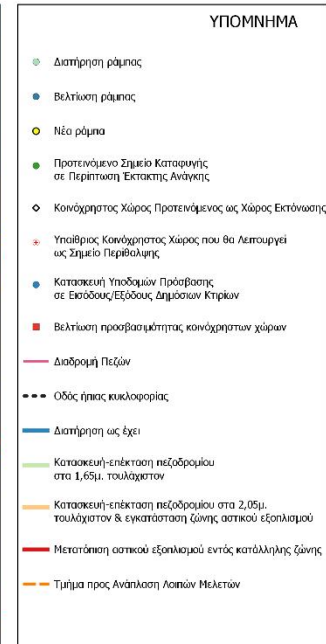 ΥΠΟΜΝΗΜΑ
Διατήρηση ράμπας
Βελτίωση ράμπας
Νέα ράμπα
Προτεινόμενο Σημείο Καταφυγής
σε Περίπτωση Έκτακτης Ανάγκης
Κοινόχρηστος Χώρος Προτεινόμενος ως Χώρος Εκτόνωσης
Υπαίθριος Κοινόχρηστος Χώρος που θα Λειτουργεί
ως Σημείο Περίθαλψης
Κατασκευή Υποδομών Πρόσβασης
σε Εισόδους/Εξόδους Δημόσιων Κτιρίων
Βελτίωση προσβασιμότητας κοινόχρηστων χώρων
Διαδρομή Πεζών
Οδός ήπιας κυκλοφορίας
Διατήρηση ως έχει
Κατασκευή-επέκταση πεζοδρομίου
στα 1,65μ. τουλάχιστον
Κατασκευή-επέκταση πεζοδρομίου στα 2,05μ.
τουλάχιστον & εγκατάσταση ζώνης αστικού εξοπλισμού
Μετατόπιση αστικού εξοπλισμού εντός κατάλληλης ζώνης
Τμήμα προς Ανάπλαση Λοιπών Μελετών